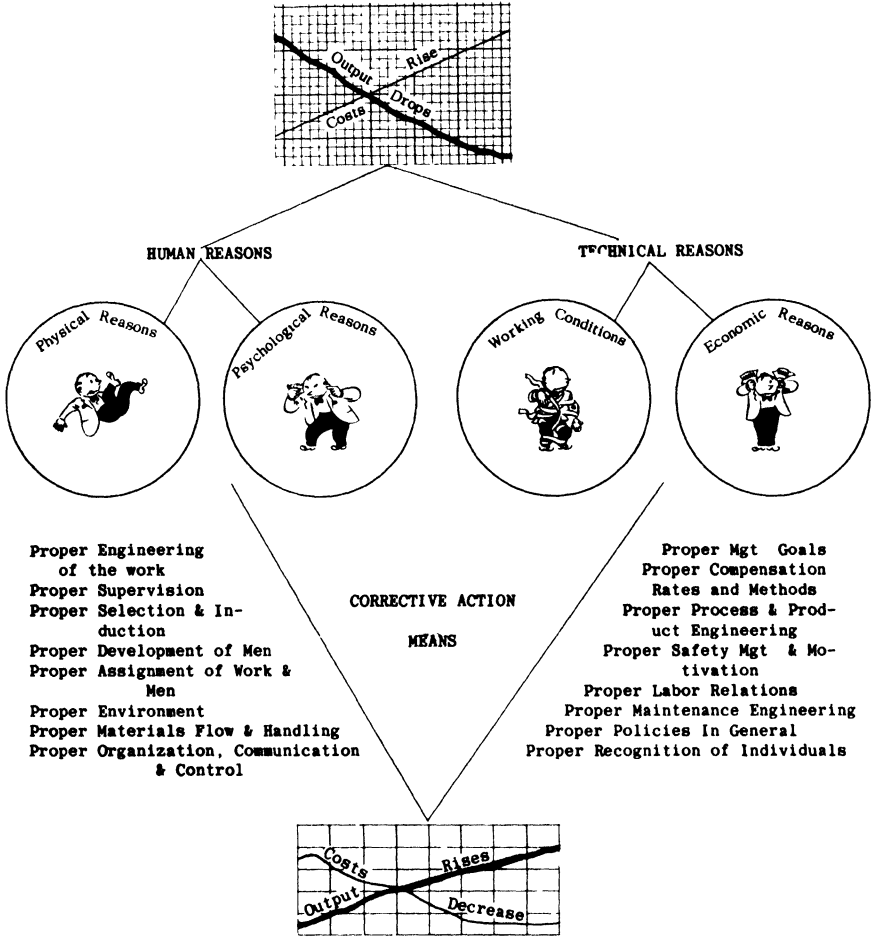 Output Drops
Costs Rise
HUMAN REASONS
TECHNICAL REASONS
Physical Reasons
Psychological Reasons
Working Conditions
Economic Reasons
Proper Engineering
of the work
Proper Supervision
Proper Selection & In-
duction
Proper Development of Men
Proper Assignment of Work &
Men
Proper Environment
Proper Materials Flow & Handling
Proper Organization, Communication
& Control
CORRECTIVE ACTION
MEANS
Proper Mgt Goals
Proper Compensation
Rates and Methods
Proper Process & Prod-
uct Engineering
Proper Safety Mgt & Mo-
tivation
Proper Labor Relations
Proper Maintenance Engineering
Proper Policies In General
Proper Recognition of Individuals
Costs Decrease
Output Rises